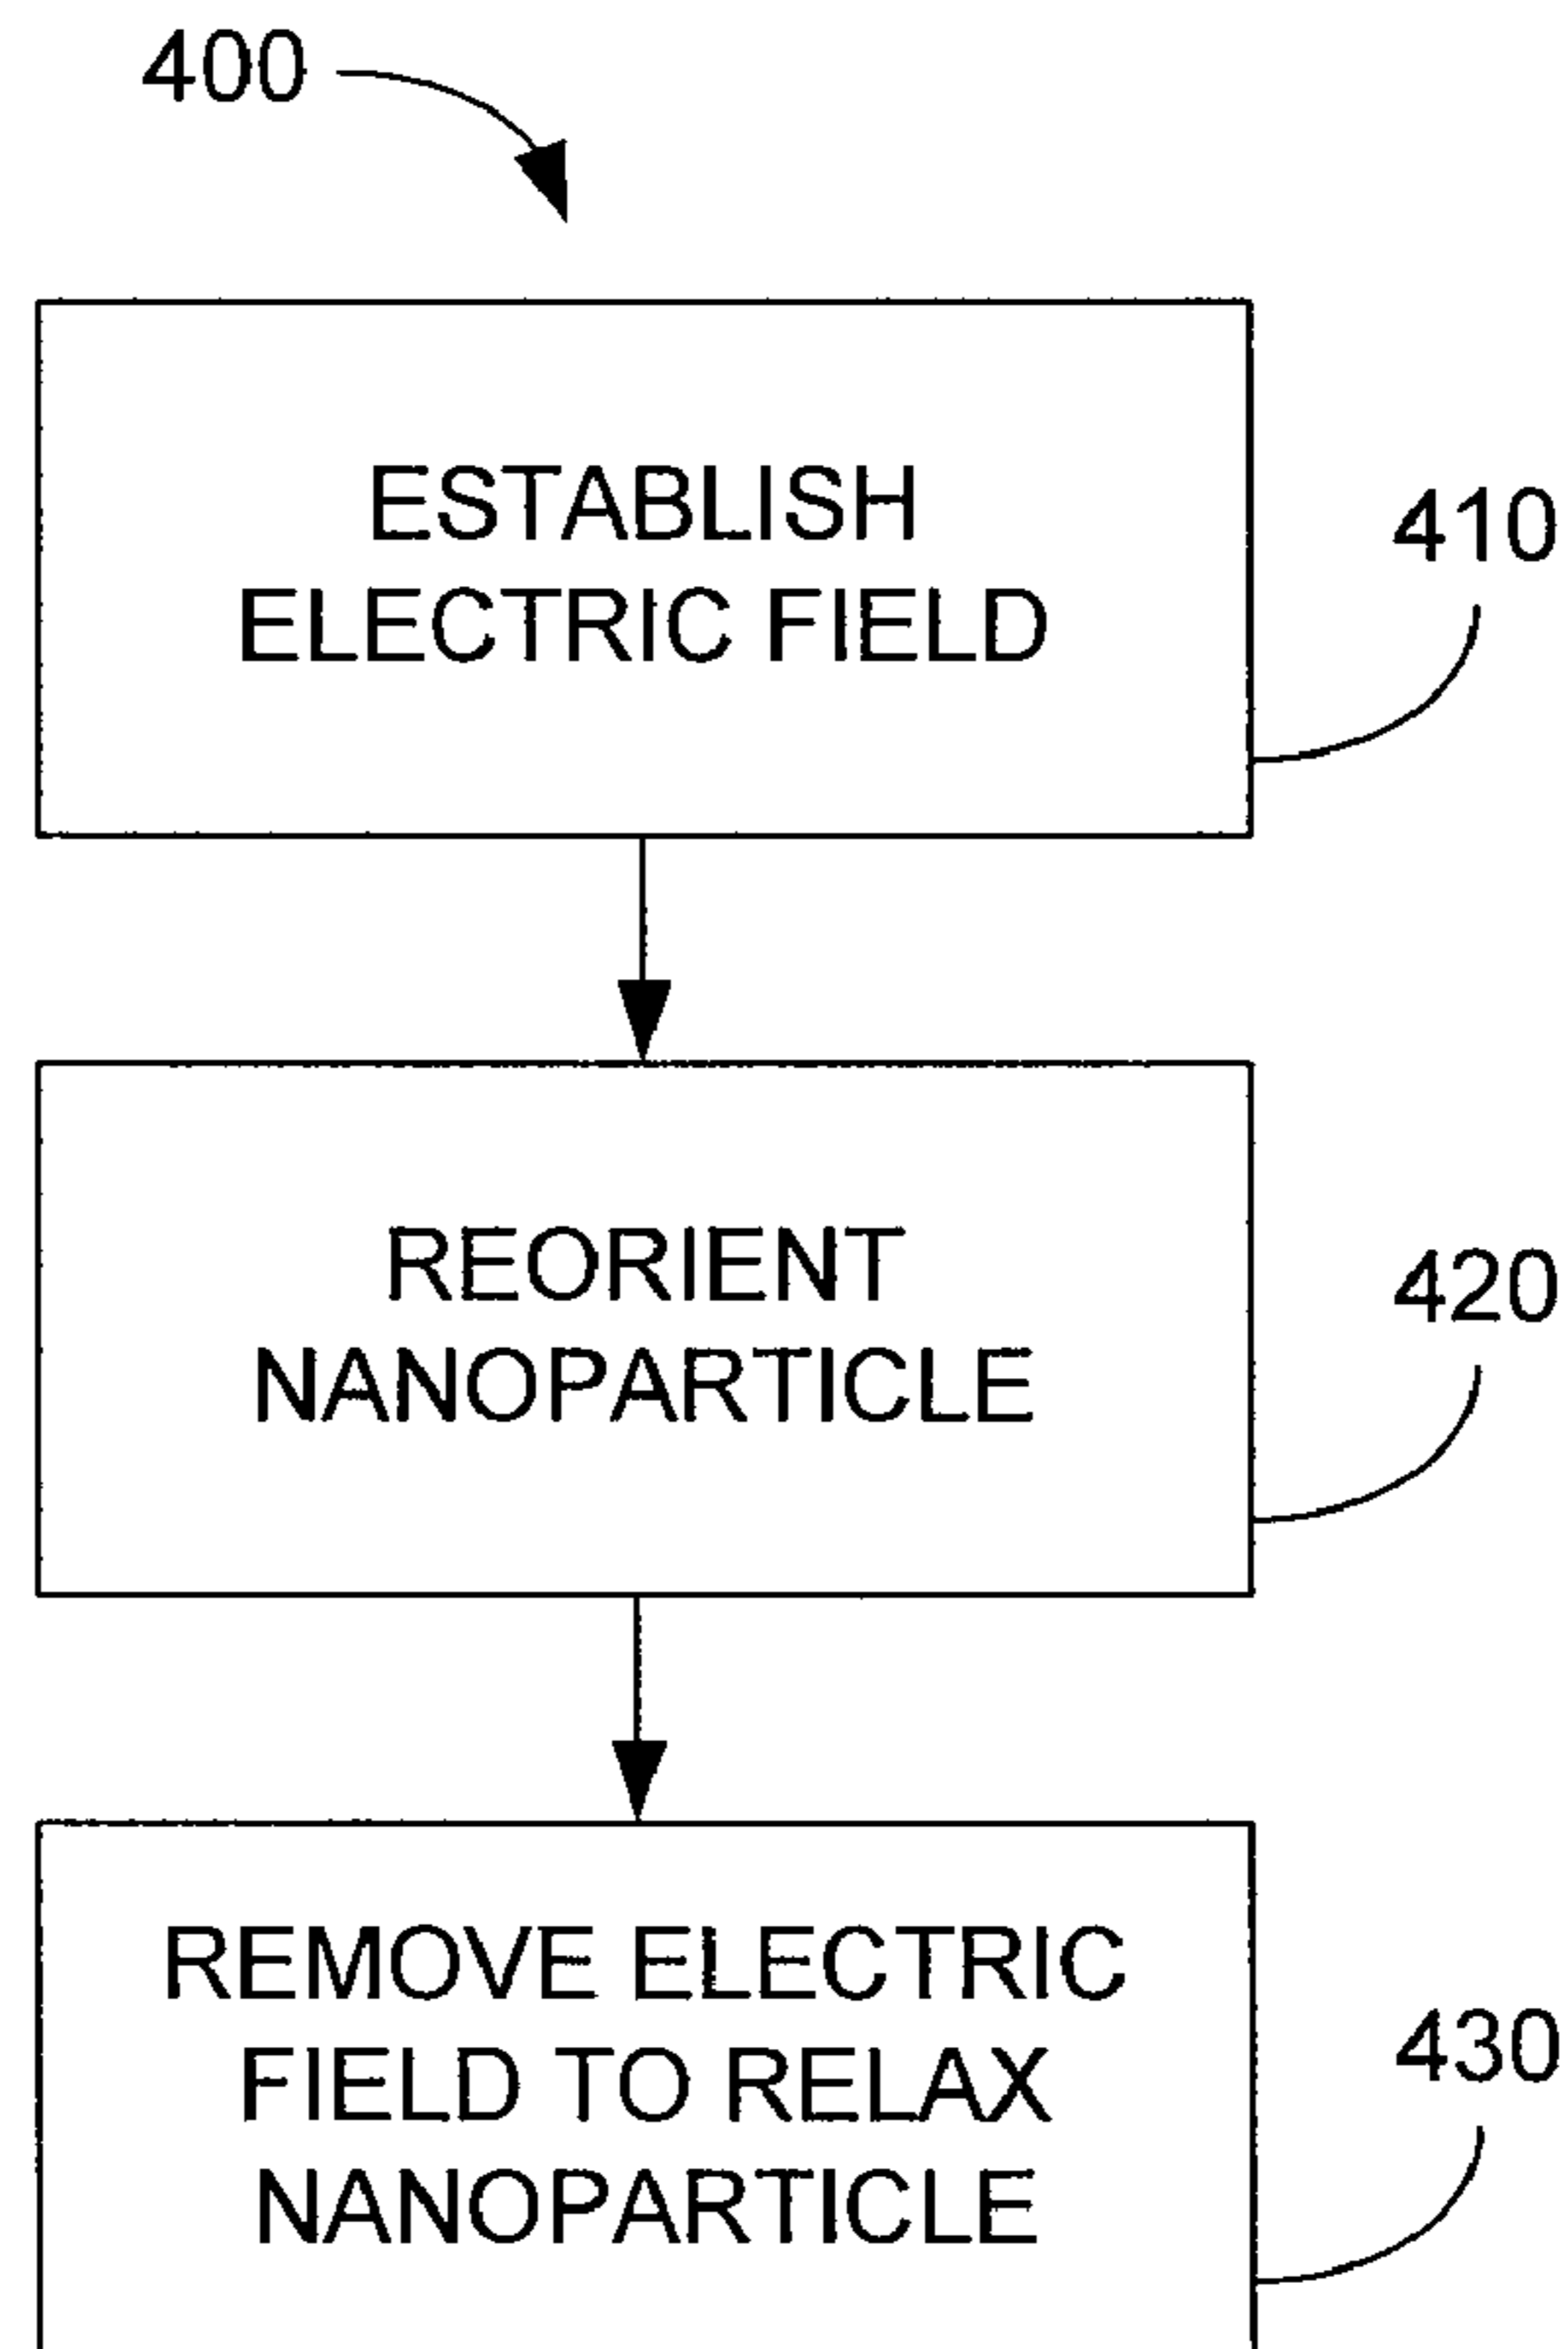 400
ESTABLISH
ELECTRIC FIELD
410
REORIENT
NANOPARTICLE
420
REMOVE ELECTRIC
FIELD TO RELAX
NANOPARTICLE
430